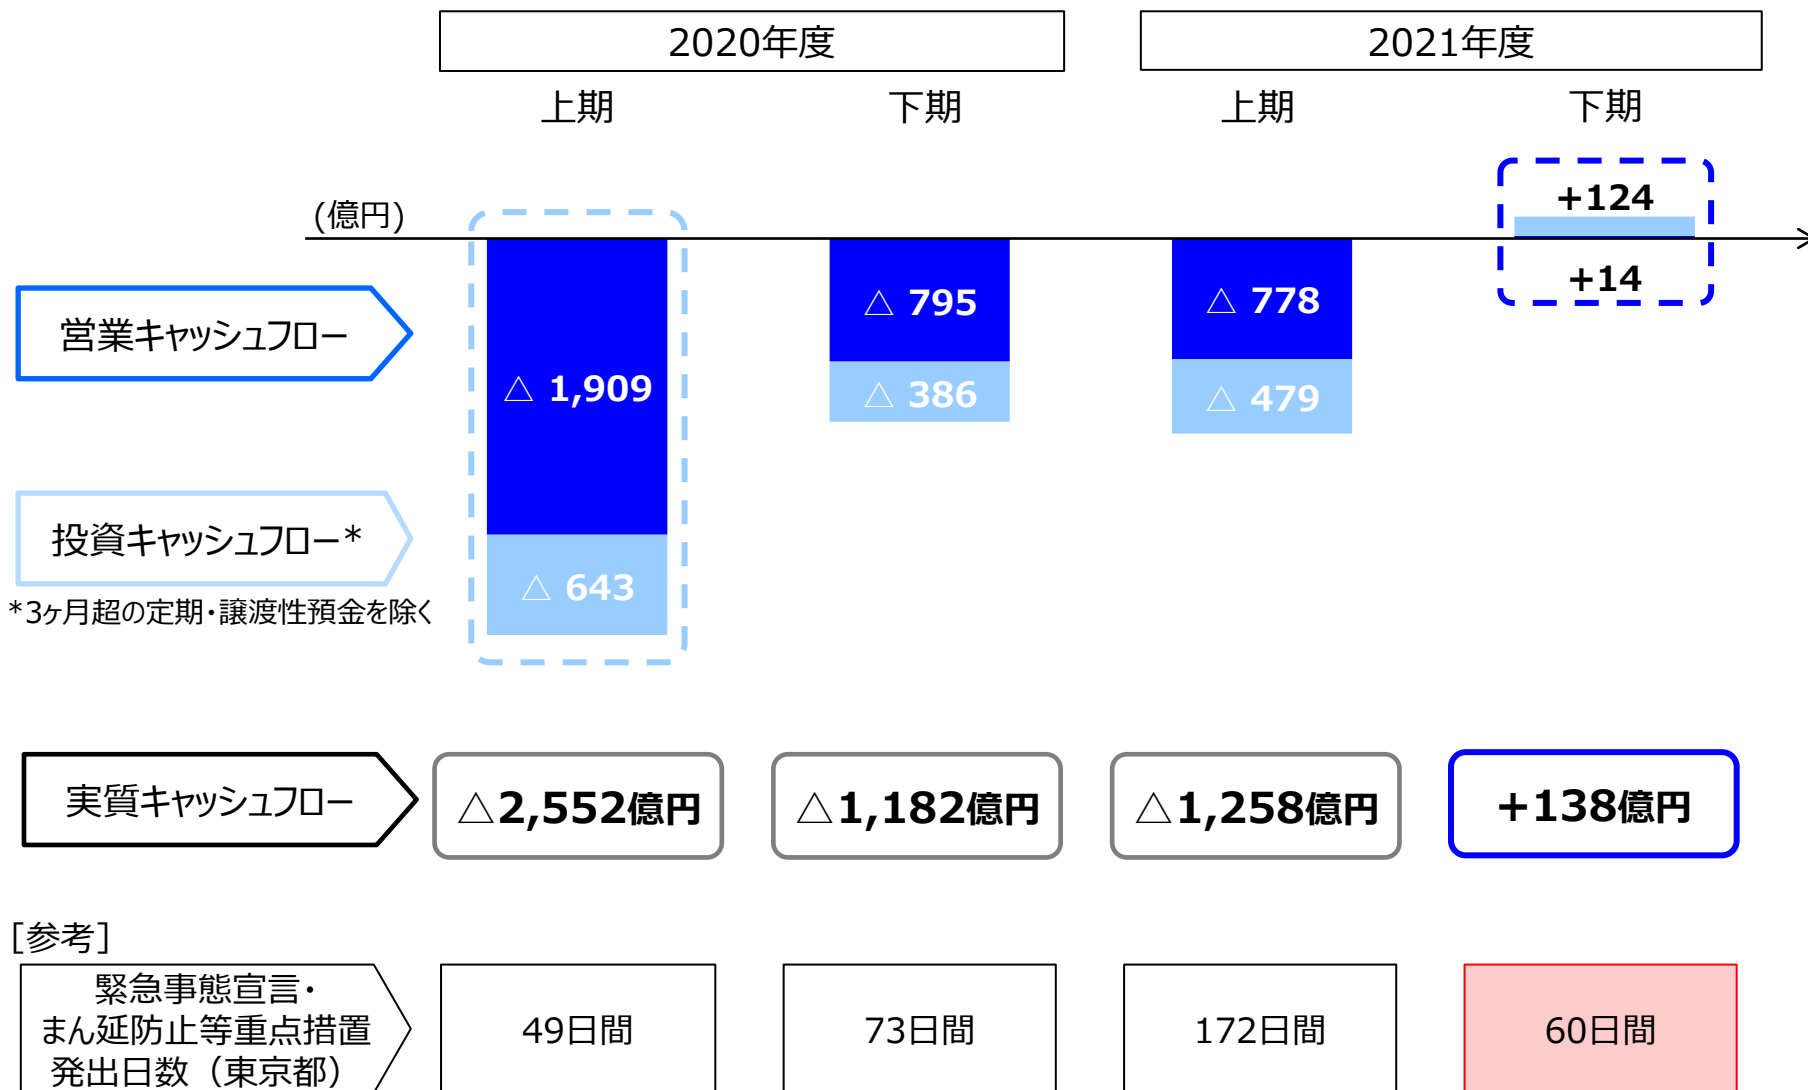 2020年度
2021年度
上期
下期
上期
下期
(億円)
+124
+14
営業キャッシュフロー
△ 1,909
△ 795
△ 778
△ 386
△ 479
投資キャッシュフロー*
△ 643
*3ヶ月超の定期・譲渡性預金を除く
実質キャッシュフロー
△2,552億円
△1,182億円
△1,258億円
+138億円
[参考]
緊急事態宣言・
まん延防止等重点措置
発出日数（東京都）
49日間
73日間
172日間
60日間